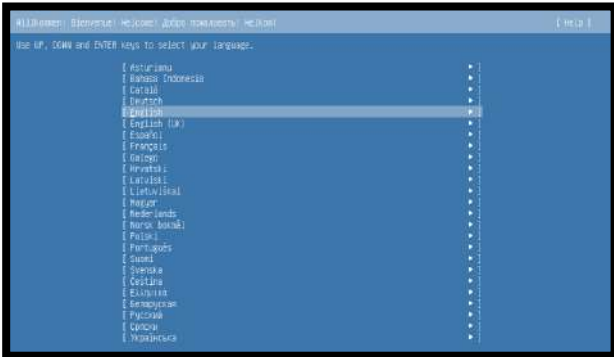 Willkommen! Bienvenue! Welcome! Добро пожаловать! Welkom! [ Help ]
Use UP, DOWN and ENTER keys to select your language.
[ Asturianu ▸ ]
[ Bahasa Indonesia ▸ ]
[ Català ▸ ]
[ Deutsch ▸ ]
[ English ▸ ]
[ English (UK) ▸ ]
[ Español ▸ ]
[ Français ▸ ]
[ Galego ▸ ]
[ Hrvatski ▸ ]
[ Latviski ▸ ]
[ Lietuviškai ▸ ]
[ Magyar ▸ ]
[ Nederlands ▸ ]
[ Norsk bokmål ▸ ]
[ Polski ▸ ]
[ Português ▸ ]
[ Suomi ▸ ]
[ Svenska ▸ ]
[ Čeština ▸ ]
[ Ελληνικά ▸ ]
[ Беларуская ▸ ]
[ Русский ▸ ]
[ Српски ▸ ]
[ Українська ▸ ]